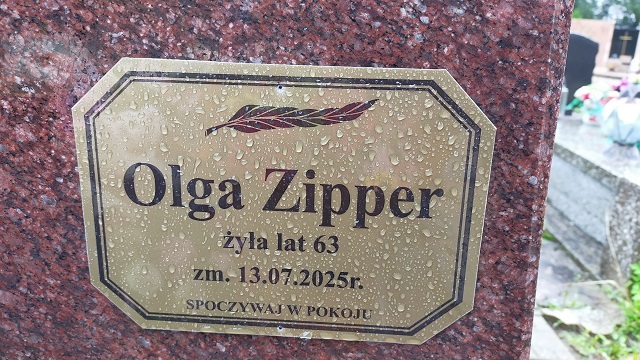 Olga Zipper
żyła lat 63
zm. 13.07.2025r.
SPOCZYWAJ W POKOJU